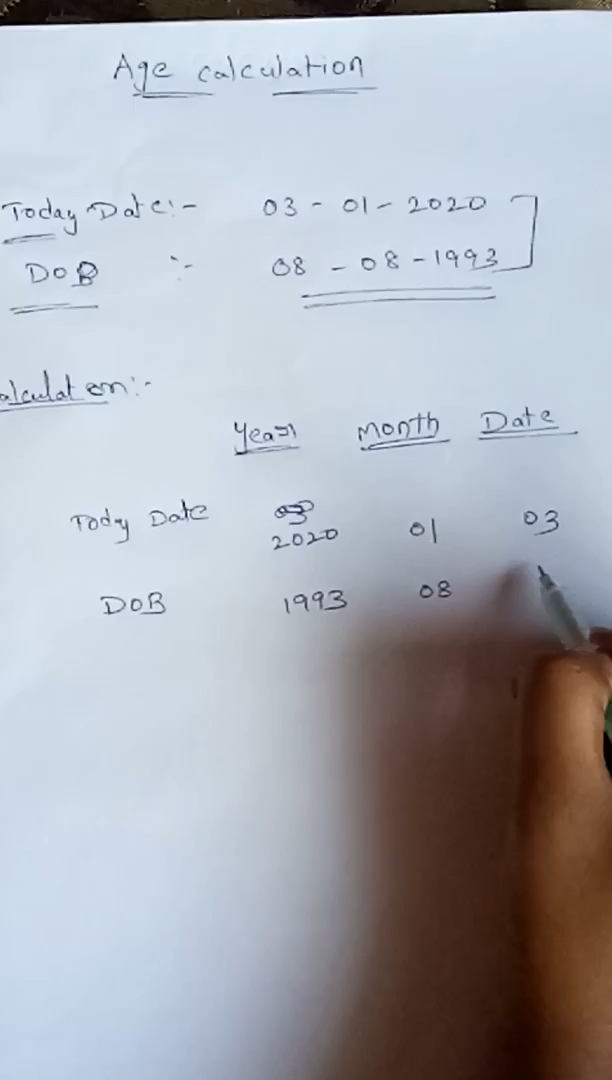 Age calculation
Today Date:- 03-01-2020
DOB :- 08-08-1993
alculation:-
Year Month Date
Today Date 2020 01 03
DOB 1993 08